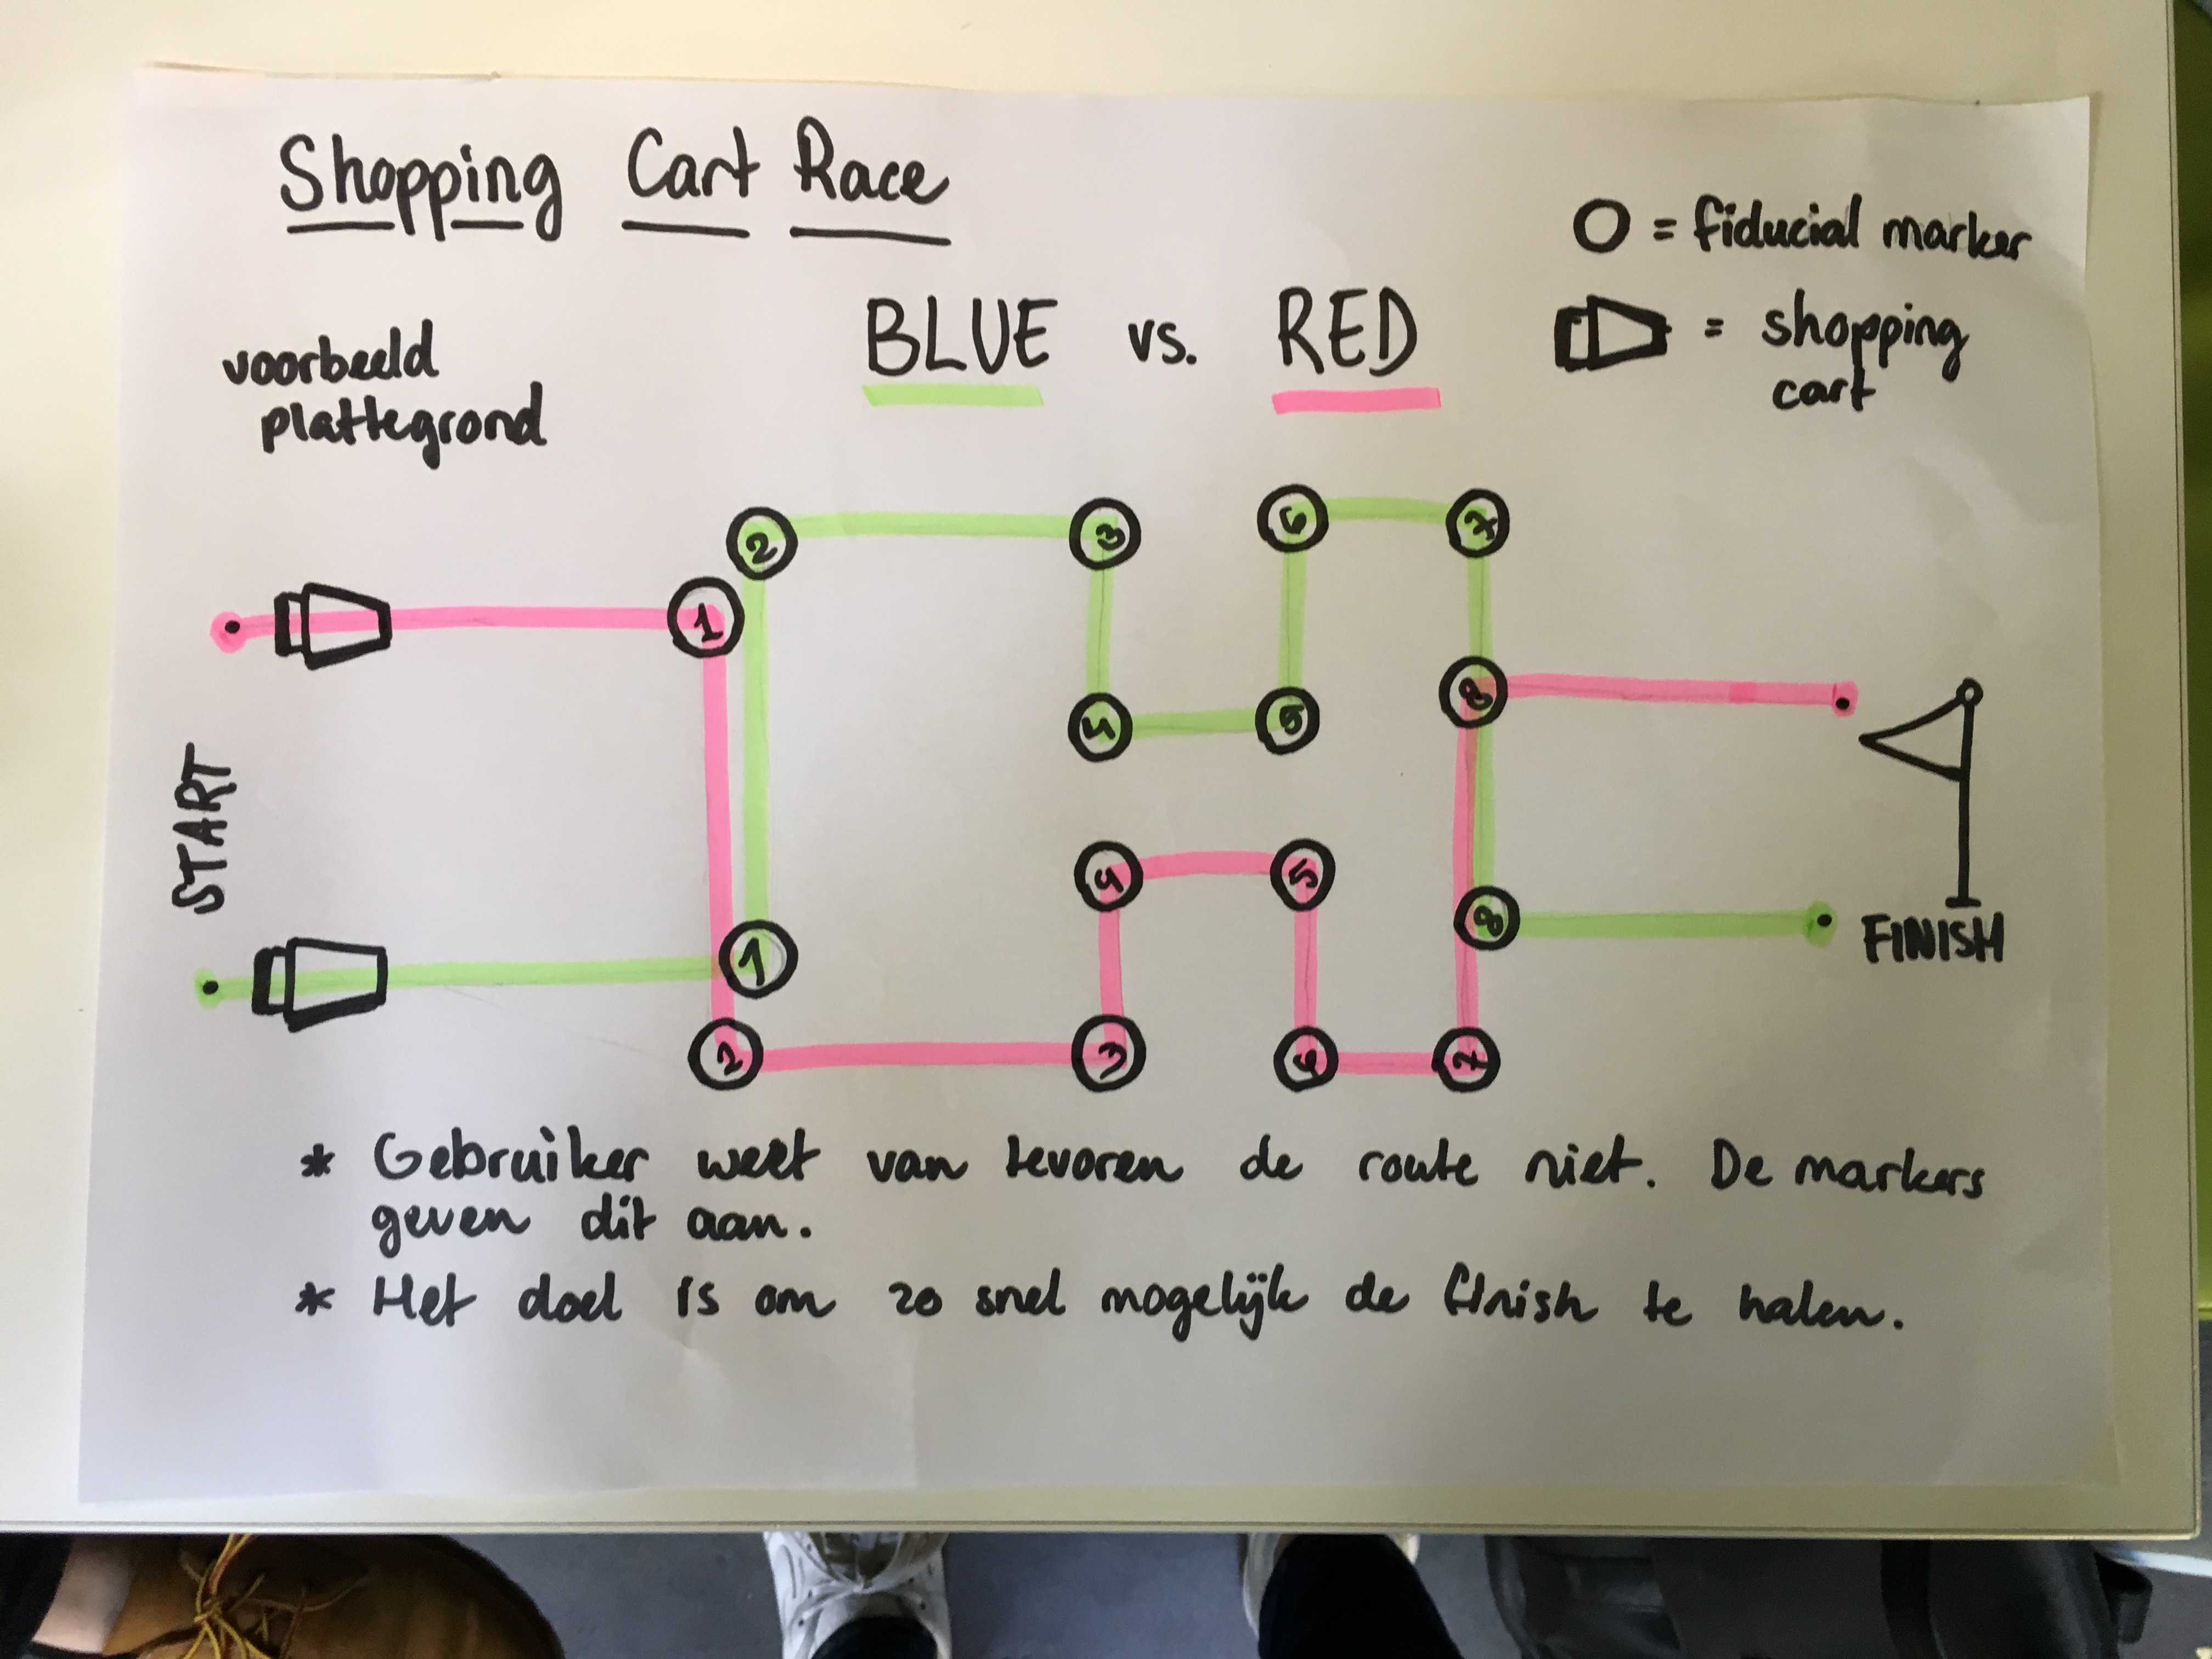 Shopping Cart Race
O = fiducial marker
= shopping
cart
voorbeeld
plattegrond
BLUE vs. RED
START
1
2
3
4
5
6
7
8
1
2
3
4
5
6
7
8
FINISH
* Gebruiker weet van tevoren de route niet. De markers
geven dit aan.
* Het doel is om zo snel mogelijk de finish te halen.